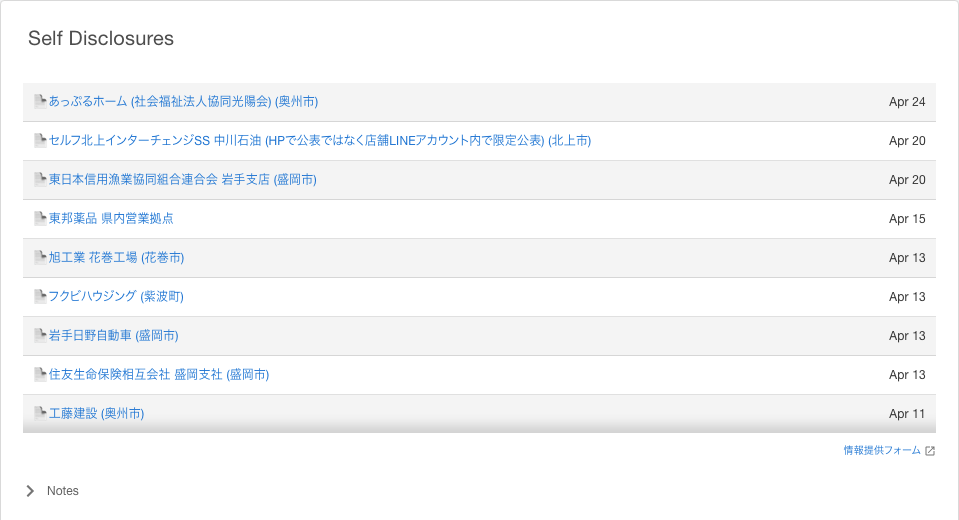 Self Disclosures
あっぷるホーム (社会福祉法人協同光陽会) (奥州市) Apr 24
セルフ北上インターチェンジSS 中川石油 (HPで公表ではなく店舗LINEアカウント内で限定公表) (北上市) Apr 20
東日本信用漁業協同組合連合会 岩手支店 (盛岡市) Apr 20
東邦薬品 県内営業拠点 Apr 15
旭工業 花巻工場 (花巻市) Apr 13
フクビハウジング (紫波町) Apr 13
岩手日野自動車 (盛岡市) Apr 13
住友生命保険相互会社 盛岡支社 (盛岡市) Apr 13
工藤建設 (奥州市) Apr 11
情報提供フォーム
Notes